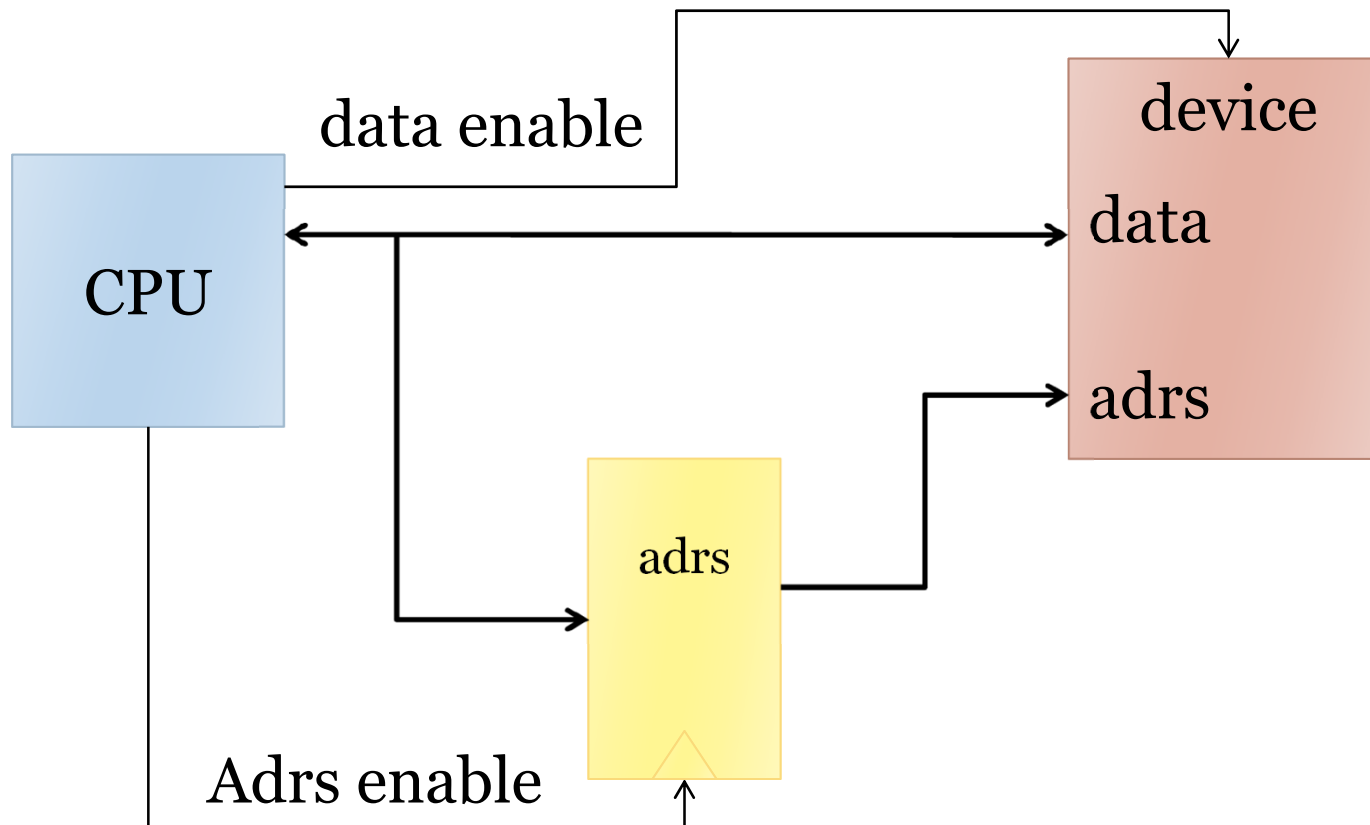 data enable
device
data
CPU
adrs
adrs
Adrs enable